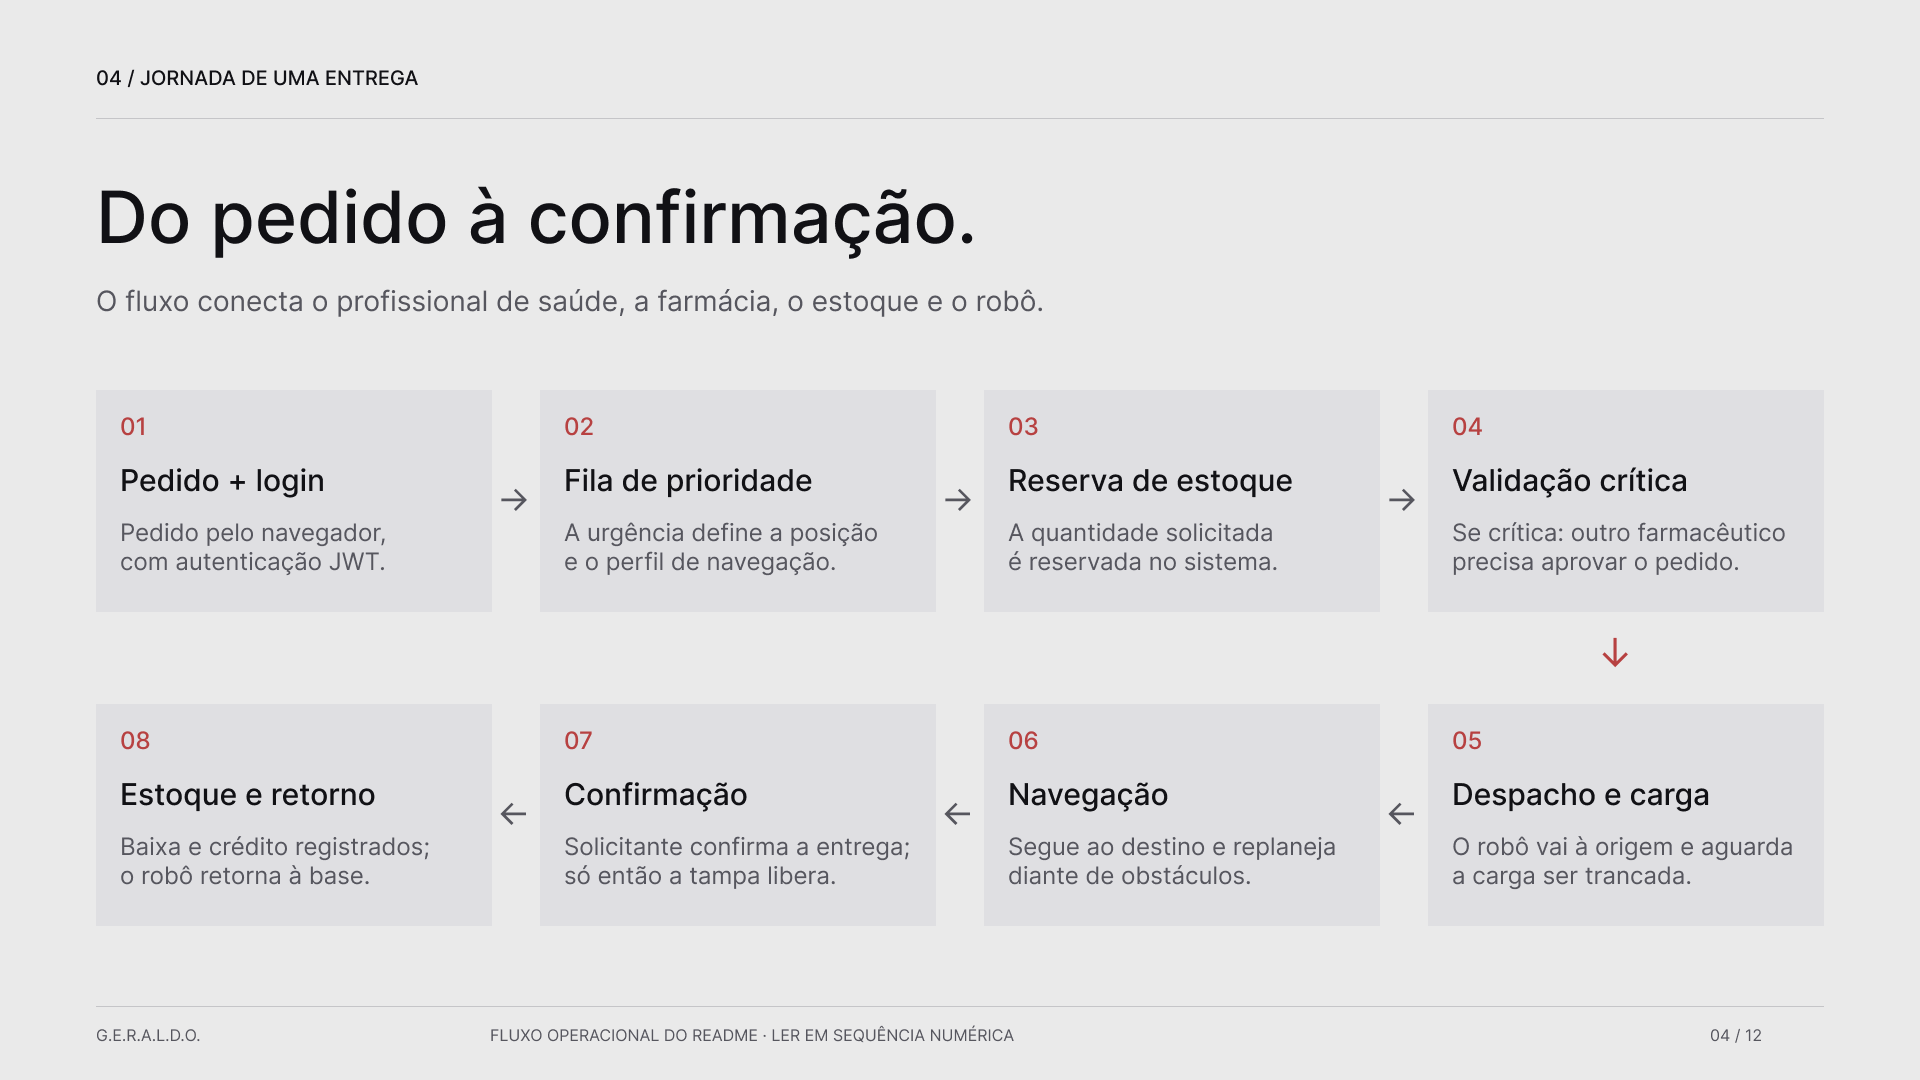 04 / JORNADA DE UMA ENTREGA
Do pedido à confirmação.
O fluxo conecta o profissional de saúde, a farmácia, o estoque e o robô.
01
Pedido + login
Pedido pelo navegador,
com autenticação JWT.
→
02
Fila de prioridade
A urgência define a posição
e o perfil de navegação.
→
03
Reserva de estoque
A quantidade solicitada
é reservada no sistema.
→
04
Validação crítica
Se crítica: outro farmacêutico
precisa aprovar o pedido.
↓
05
Despacho e carga
O robô vai à origem e aguarda
a carga ser trancada.
←
06
Navegação
Segue ao destino e replaneja
diante de obstáculos.
←
07
Confirmação
Solicitante confirma a entrega;
só então a tampa libera.
←
08
Estoque e retorno
Baixa e crédito registrados;
o robô retorna à base.
G.E.R.A.L.D.O.
FLUXO OPERACIONAL DO README · LER EM SEQUÊNCIA NUMÉRICA
04 / 12